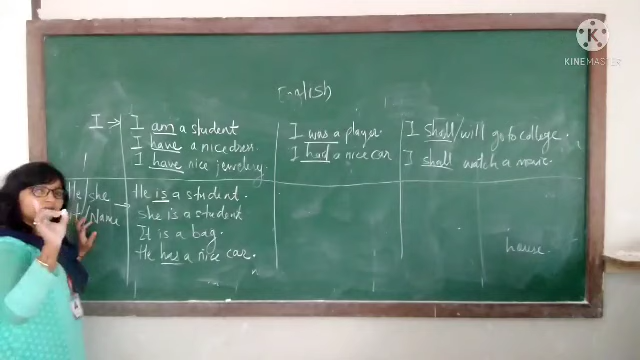 English
I → I am a student
I have a nice dress.
I have nice jewellery.
I was a player.
I had a nice car
I shall/will go to college.
I shall watch a movie.
He/she
it/Name → He is a student.
She is a student
It is a bag.
He has a nice car.
house.
K
KINEMASTER